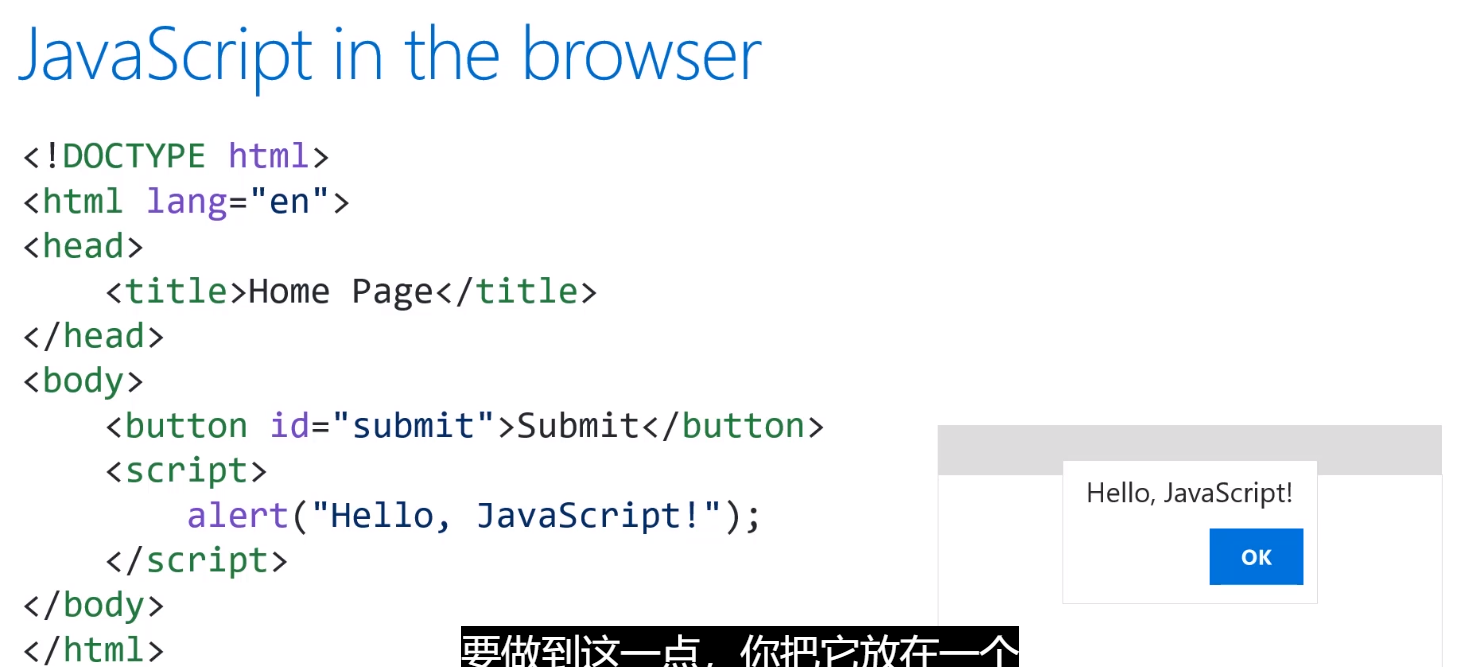 JavaScript in the browser
<!DOCTYPE html>
<html lang="en">
<head>
    <title>Home Page</title>
</head>
<body>
    <button id="submit">Submit</button>
    <script>
        alert("Hello, JavaScript!");
    </script>
</body>
</html>
Hello, JavaScript!
OK
要做到这一点，你把它放在一个